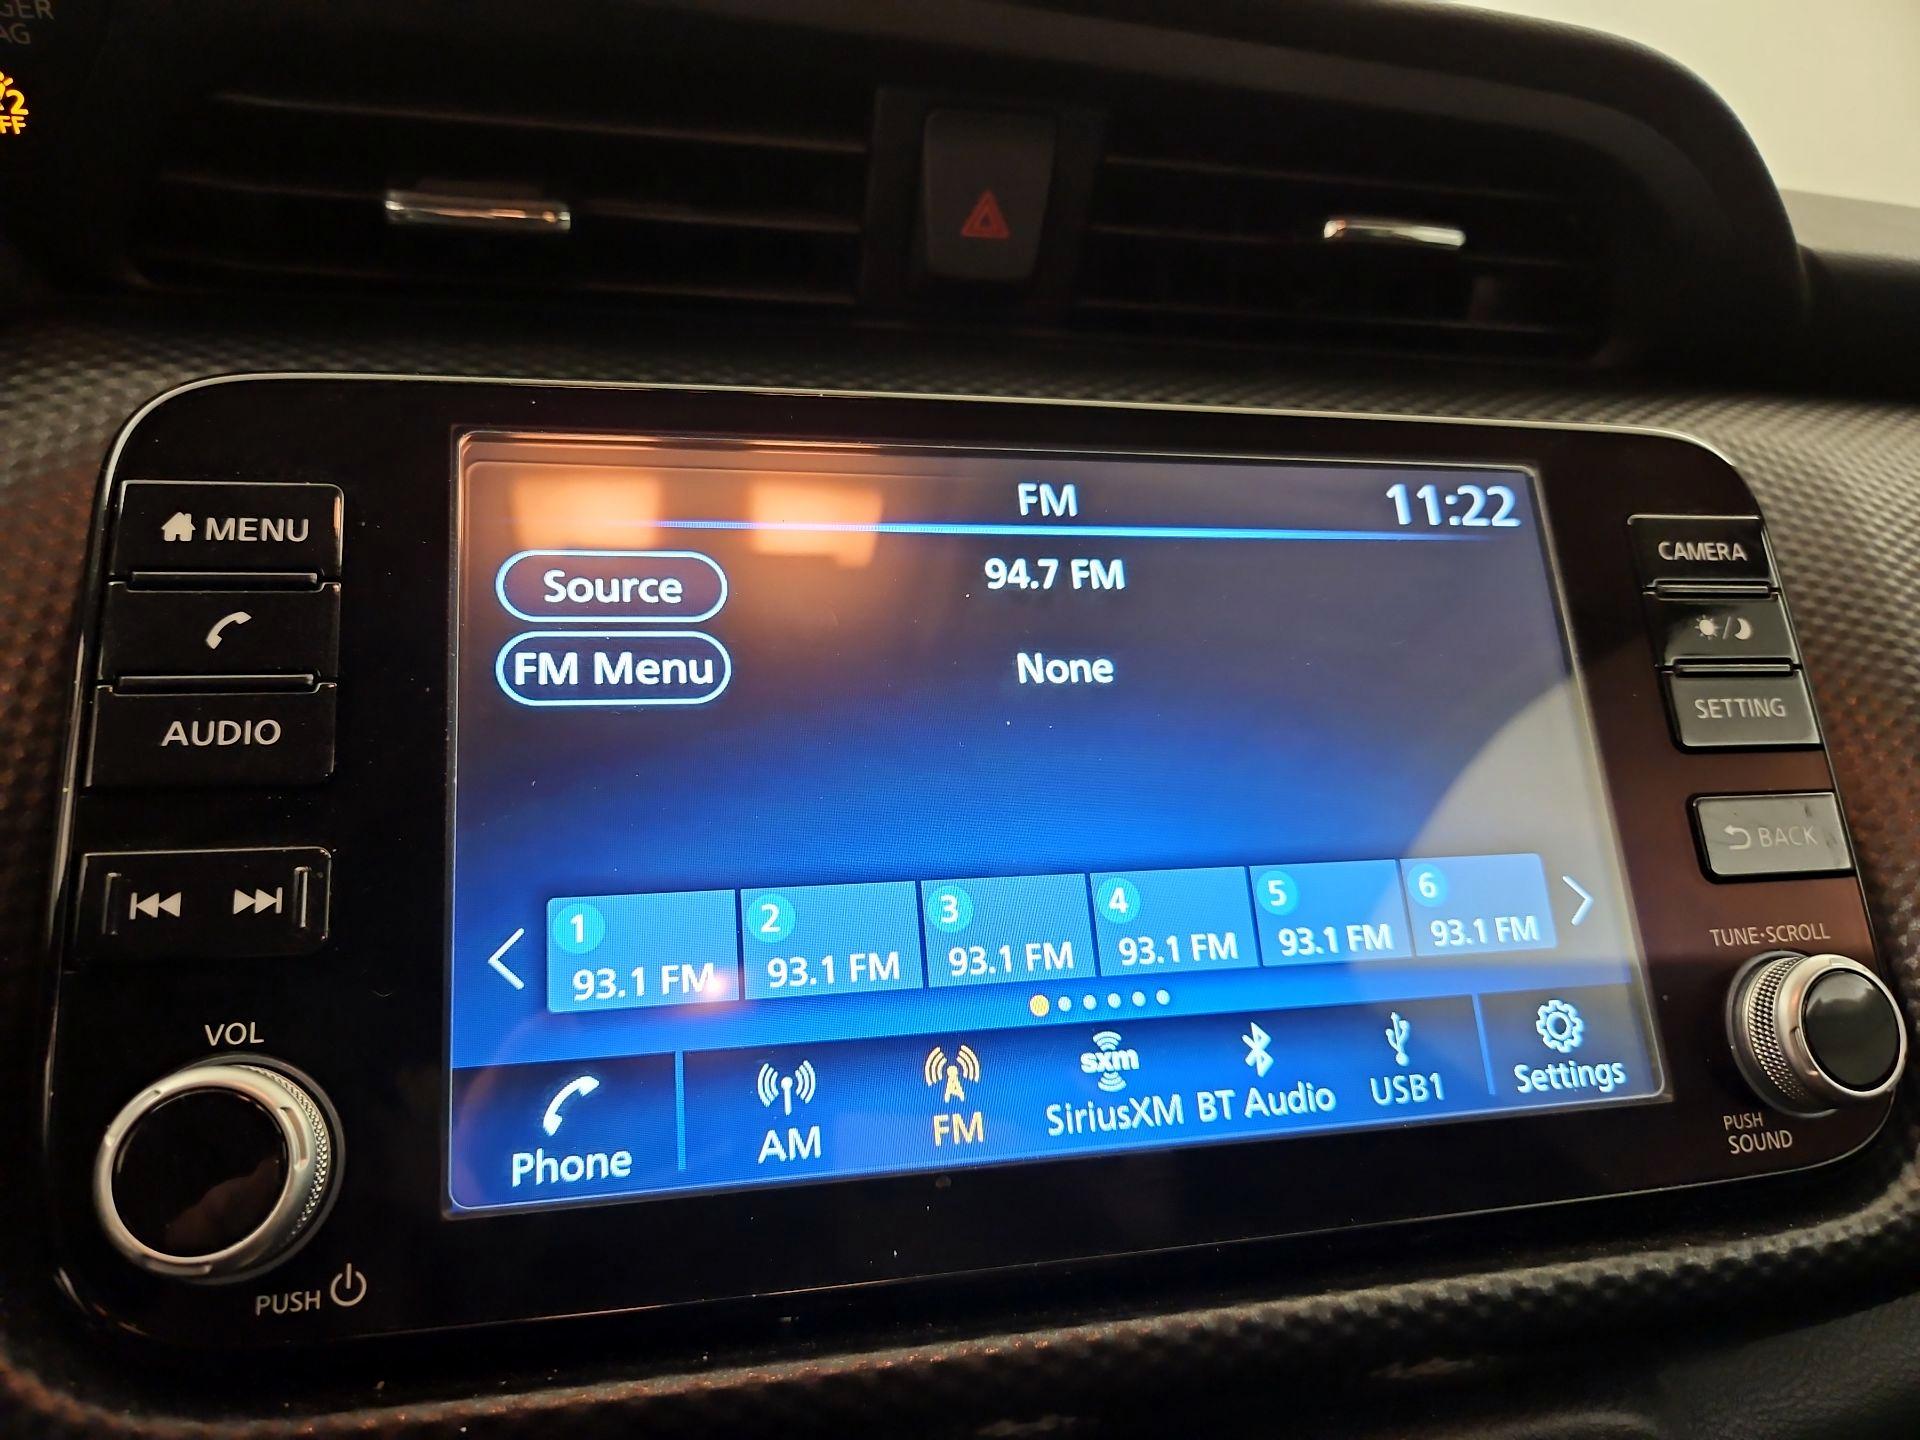 2
FF
MENU
AUDIO
VOL
PUSH
FM
11:22
Source
94.7 FM
FM Menu
None
1
93.1 FM
2
93.1 FM
3
93.1 FM
4
93.1 FM
5
93.1 FM
6
93.1 FM
Phone
AM
FM
sxm
SiriusXM
BT Audio
USB1
Settings
CAMERA
SETTING
BACK
TUNE·SCROLL
PUSH
SOUND